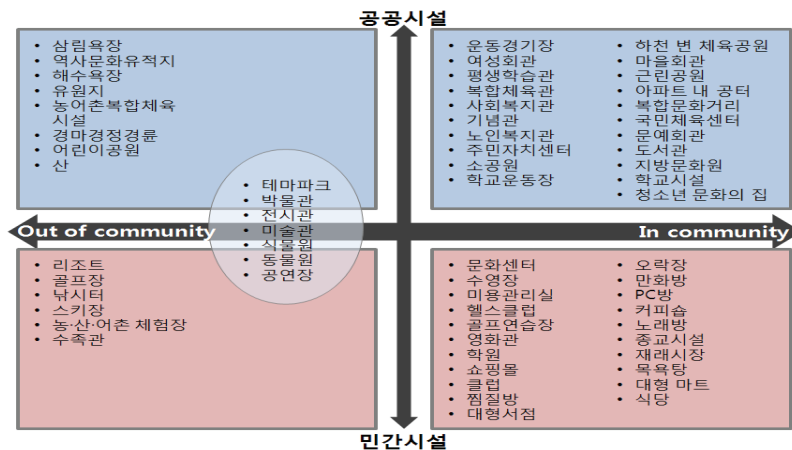 공공시설
• 삼림욕장
• 역사문화유적지
• 해수욕장
• 유원지
• 농어촌복합체육
시설
• 경마경정경륜
• 어린이공원
• 산
• 운동경기장
• 여성회관
• 평생학습관
• 복합체육관
• 사회복지관
• 기념관
• 노인복지관
• 주민자치센터
• 소공원
• 학교운동장
• 하천 변 체육공원
• 마을회관
• 근린공원
• 아파트 내 공터
• 복합문화거리
• 국민체육센터
• 문예회관
• 도서관
• 지방문화원
• 학교시설
• 청소년 문화의 집
• 테마파크
• 박물관
• 전시관
• 미술관
• 식물원
• 동물원
• 공연장
Out of community
In community
• 리조트
• 골프장
• 낚시터
• 스키장
• 농·산·어촌 체험장
• 수족관
• 문화센터
• 수영장
• 미용관리실
• 헬스클럽
• 골프연습장
• 영화관
• 학원
• 쇼핑몰
• 클럽
• 찜질방
• 대형서점
• 오락장
• 만화방
• PC방
• 커피숍
• 노래방
• 종교시설
• 재래시장
• 목욕탕
• 대형 마트
• 식당
민간시설